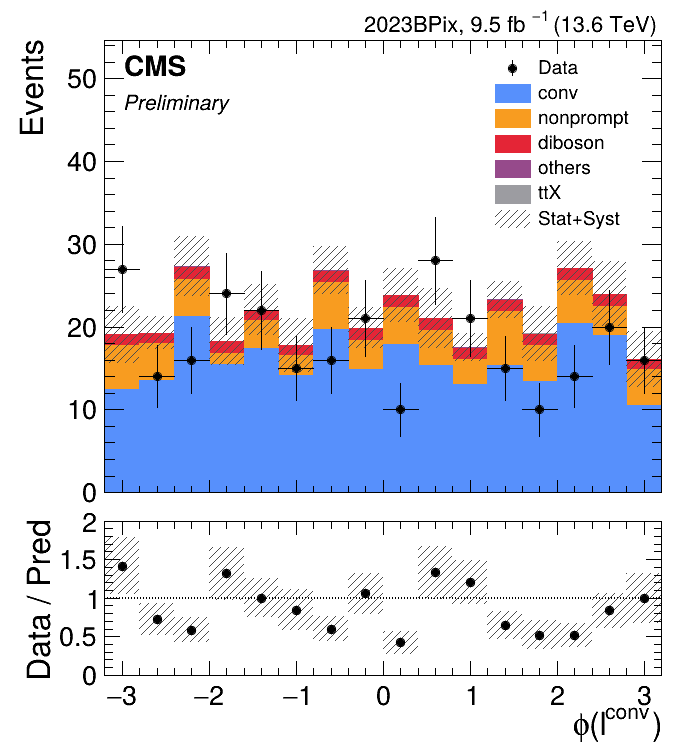 2023BPix, 9.5 fb⁻¹ (13.6 TeV)
Events
CMS
Preliminary
Data
conv
nonprompt
diboson
others
ttX
Stat+Syst
50
40
30
20
10
0
Data / Pred
2
1.5
1
0.5
0
−3 −2 −1 0 1 2 3
ϕ(l^conv)